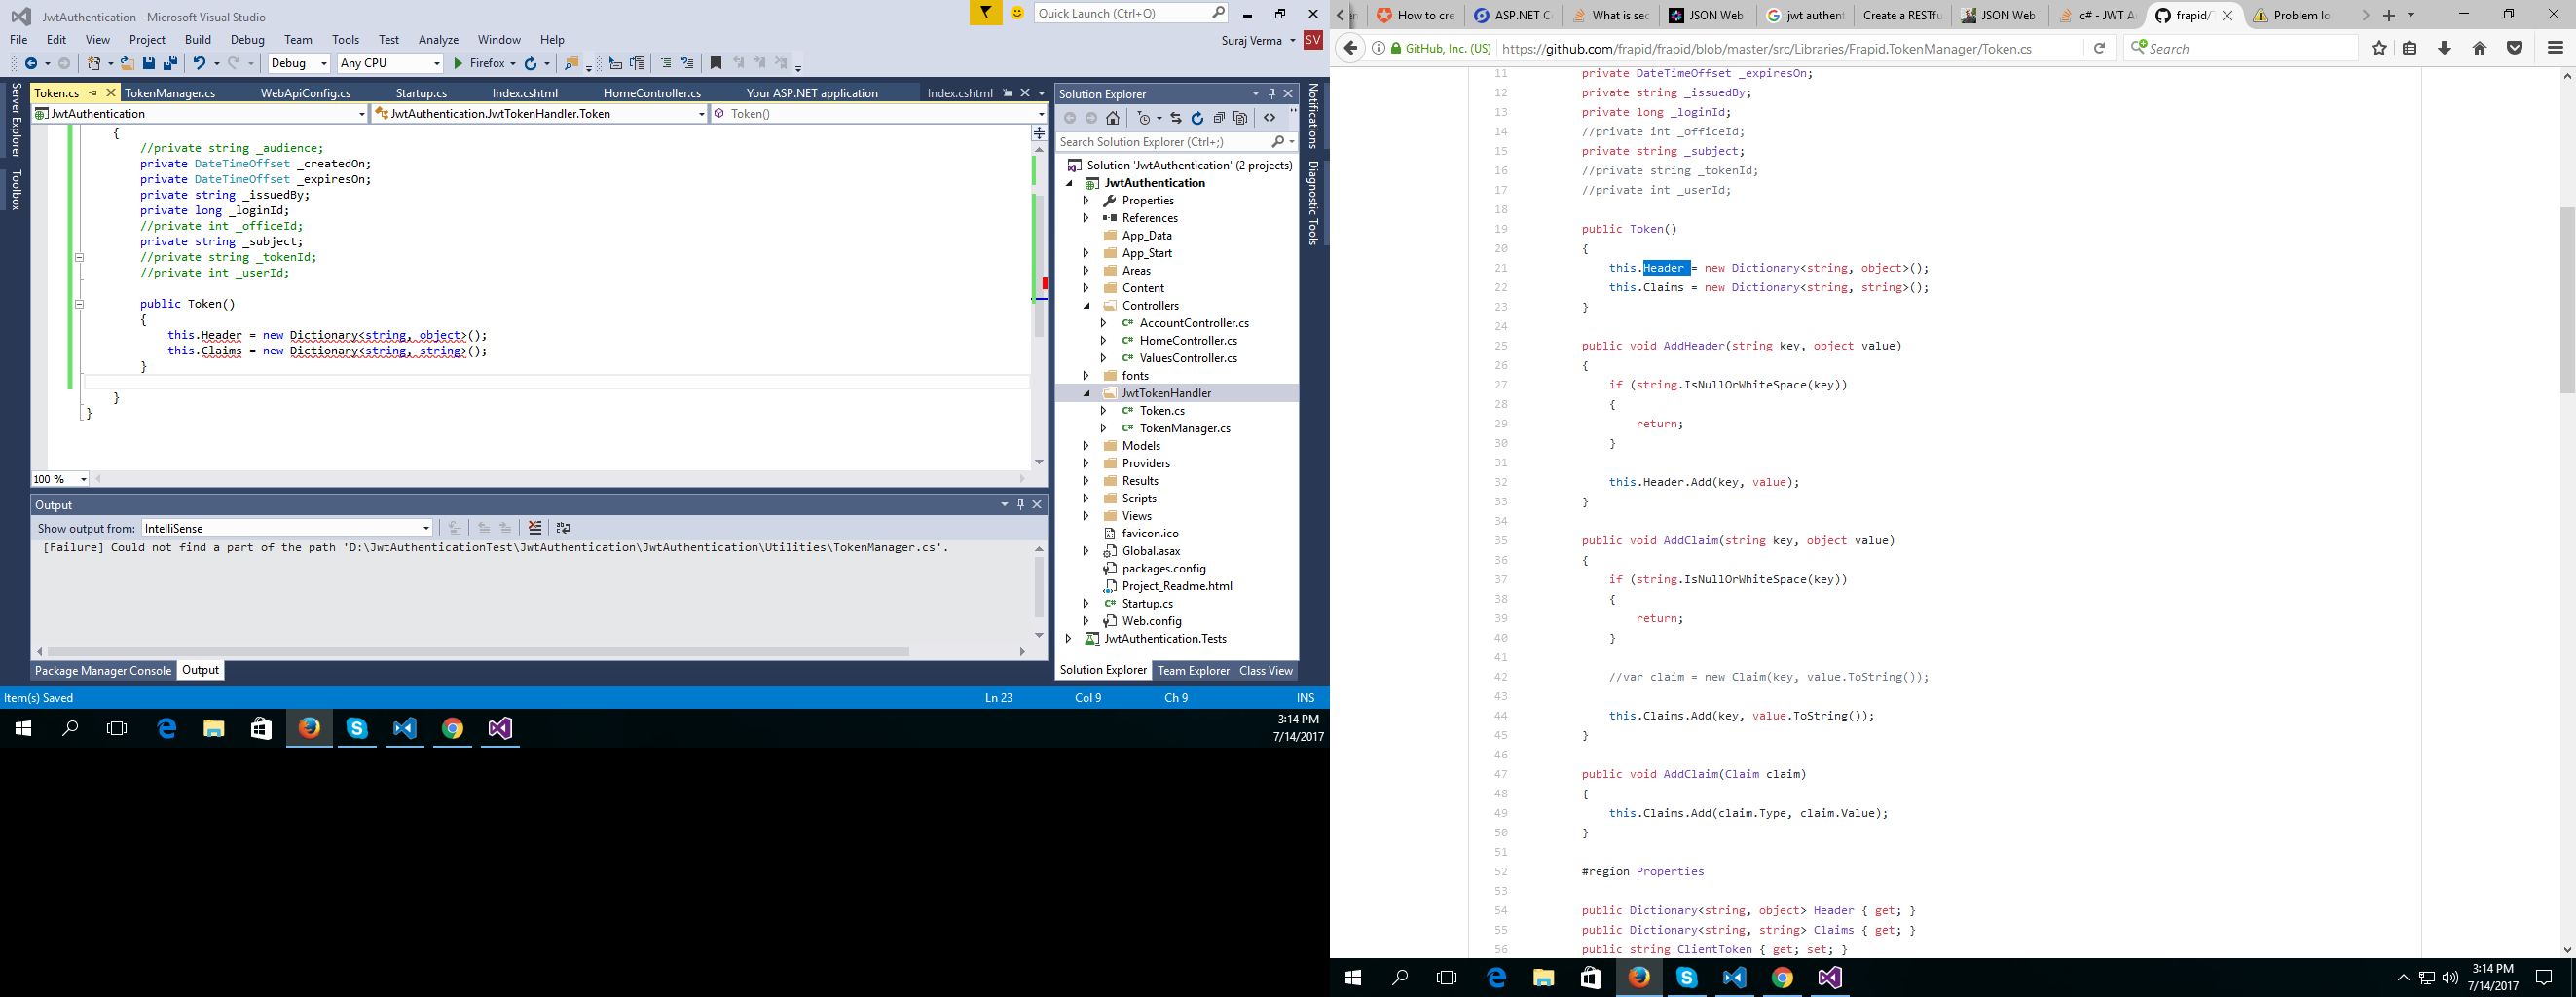 JwtAuthentication - Microsoft Visual Studio
Quick Launch (Ctrl+Q)
File Edit View Project Build Debug Team Tools Test Analyze Window Help
Suraj Verma SV
Debug Any CPU Firefox
Server Explorer
Toolbox
Token.cs TokenManager.cs WebApiConfig.cs Startup.cs Index.cshtml HomeController.cs Your ASP.NET application Index.cshtml
JwtAuthentication JwtAuthentication.JwtTokenHandler.Token Token()
{
//private string _audience;
private DateTimeOffset _createdOn;
private DateTimeOffset _expiresOn;
private string _issuedBy;
private long _loginId;
//private int _officeId;
private string _subject;
//private string _tokenId;
//private int _userId;
public Token()
{
this.Header = new Dictionary<string, object>();
this.Claims = new Dictionary<string, string>();
}
}
}
100 %
Output
Show output from: IntelliSense
[Failure] Could not find a part of the path 'D:\JwtAuthenticationTest\JwtAuthentication\JwtAuthentication\Utilities\TokenManager.cs'.
Package Manager Console Output
Item(s) Saved Ln 23 Col 9 Ch 9 INS
Solution Explorer
Search Solution Explorer (Ctrl+;)
Solution 'JwtAuthentication' (2 projects)
JwtAuthentication
Properties
References
App_Data
App_Start
Areas
Content
Controllers
C# AccountController.cs
C# HomeController.cs
C# ValuesController.cs
fonts
JwtTokenHandler
C# Token.cs
C# TokenManager.cs
Models
Providers
Results
Scripts
Views
favicon.ico
Global.asax
packages.config
Project_Readme.html
C# Startup.cs
Web.config
JwtAuthentication.Tests
Solution Explorer Team Explorer Class View
Notifications
Diagnostic Tools
3:14 PM
7/14/2017
How to cre ASP.NET C What is sec JSON Web jwt authent Create a RESTfu JSON Web c# - JWT A frapid/ Problem lo
GitHub, Inc. (US) https://github.com/frapid/frapid/blob/master/src/Libraries/Frapid.TokenManager/Token.cs Search
11 private DateTimeOffset _expiresOn;
12 private string _issuedBy;
13 private long _loginId;
14 //private int _officeId;
15 private string _subject;
16 //private string _tokenId;
17 //private int _userId;
18
19 public Token()
20 {
21 this.Header = new Dictionary<string, object>();
22 this.Claims = new Dictionary<string, string>();
23 }
24
25 public void AddHeader(string key, object value)
26 {
27 if (string.IsNullOrWhiteSpace(key))
28 {
29 return;
30 }
31
32 this.Header.Add(key, value);
33 }
34
35 public void AddClaim(string key, object value)
36 {
37 if (string.IsNullOrWhiteSpace(key))
38 {
39 return;
40 }
41
42 //var claim = new Claim(key, value.ToString());
43
44 this.Claims.Add(key, value.ToString());
45 }
46
47 public void AddClaim(Claim claim)
48 {
49 this.Claims.Add(claim.Type, claim.Value);
50 }
51
52 #region Properties
53
54 public Dictionary<string, object> Header { get; }
55 public Dictionary<string, string> Claims { get; }
56 public string ClientToken { get; set; }
3:14 PM
7/14/2017